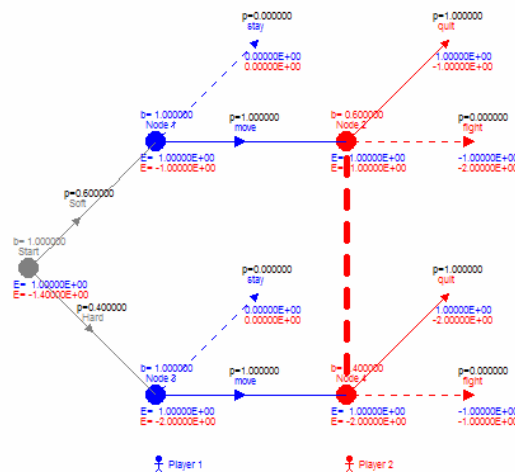 p=0.000000
stay
0.00000E+00
0.00000E+00
p=1.000000
quit
1.00000E+00
-1.00000E+00
b= 1.000000
Node 1
p=1.000000
move
b= 0.600000
Node 2
p=0.000000
fight
E= 1.00000E+00
E= -1.00000E+00
E= 1.00000E+00
E= -1.00000E+00
-1.00000E+00
-2.00000E+00
p=0.600000
Soft
b= 1.000000
Start
E= 1.00000E+00
E= -1.40000E+00
p=0.400000
Hard
p=0.000000
stay
0.00000E+00
0.00000E+00
p=1.000000
quit
1.00000E+00
-2.00000E+00
b= 1.000000
Node 3
p=1.000000
move
b= 0.400000
Node 4
p=0.000000
fight
E= 1.00000E+00
E= -2.00000E+00
E= 1.00000E+00
E= -2.00000E+00
-1.00000E+00
-1.00000E+00
Player 1
Player 2